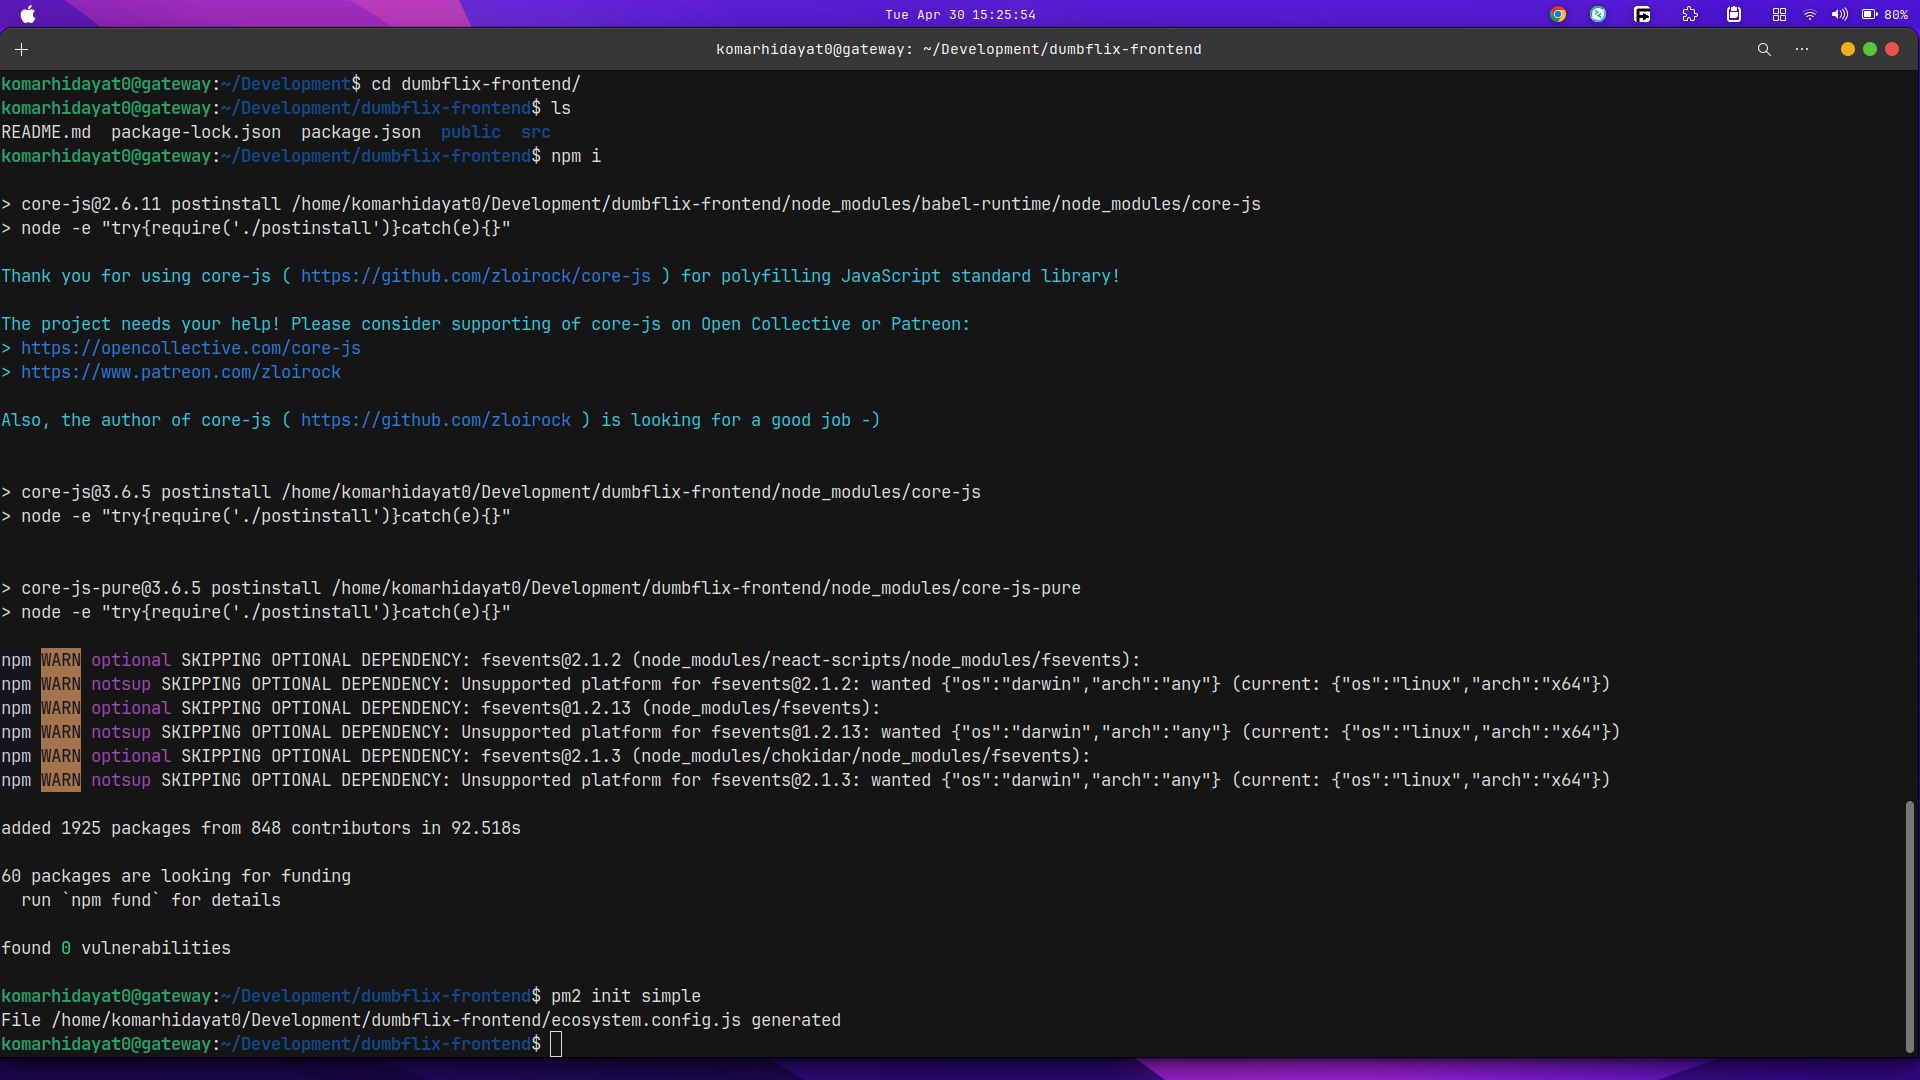 Tue Apr 30 15:25:54
80%
komarhidayat0@gateway: ~/Development/dumbflix-frontend
komarhidayat0@gateway:~/Development$ cd dumbflix-frontend/
komarhidayat0@gateway:~/Development/dumbflix-frontend$ ls
README.md  package-lock.json  package.json  public  src
komarhidayat0@gateway:~/Development/dumbflix-frontend$ npm i
> core-js@2.6.11 postinstall /home/komarhidayat0/Development/dumbflix-frontend/node_modules/babel-runtime/node_modules/core-js
> node -e "try{require('./postinstall')}catch(e){}"
Thank you for using core-js ( https://github.com/zloirock/core-js ) for polyfilling JavaScript standard library!
The project needs your help! Please consider supporting of core-js on Open Collective or Patreon:
> https://opencollective.com/core-js
> https://www.patreon.com/zloirock
Also, the author of core-js ( https://github.com/zloirock ) is looking for a good job -)
> core-js@3.6.5 postinstall /home/komarhidayat0/Development/dumbflix-frontend/node_modules/core-js
> node -e "try{require('./postinstall')}catch(e){}"
> core-js-pure@3.6.5 postinstall /home/komarhidayat0/Development/dumbflix-frontend/node_modules/core-js-pure
> node -e "try{require('./postinstall')}catch(e){}"
npm WARN optional SKIPPING OPTIONAL DEPENDENCY: fsevents@2.1.2 (node_modules/react-scripts/node_modules/fsevents):
npm WARN notsup SKIPPING OPTIONAL DEPENDENCY: Unsupported platform for fsevents@2.1.2: wanted {"os":"darwin","arch":"any"} (current: {"os":"linux","arch":"x64"})
npm WARN optional SKIPPING OPTIONAL DEPENDENCY: fsevents@1.2.13 (node_modules/fsevents):
npm WARN notsup SKIPPING OPTIONAL DEPENDENCY: Unsupported platform for fsevents@1.2.13: wanted {"os":"darwin","arch":"any"} (current: {"os":"linux","arch":"x64"})
npm WARN optional SKIPPING OPTIONAL DEPENDENCY: fsevents@2.1.3 (node_modules/chokidar/node_modules/fsevents):
npm WARN notsup SKIPPING OPTIONAL DEPENDENCY: Unsupported platform for fsevents@2.1.3: wanted {"os":"darwin","arch":"any"} (current: {"os":"linux","arch":"x64"})
added 1925 packages from 848 contributors in 92.518s
60 packages are looking for funding
  run `npm fund` for details
found 0 vulnerabilities
komarhidayat0@gateway:~/Development/dumbflix-frontend$ pm2 init simple
File /home/komarhidayat0/Development/dumbflix-frontend/ecosystem.config.js generated
komarhidayat0@gateway:~/Development/dumbflix-frontend$